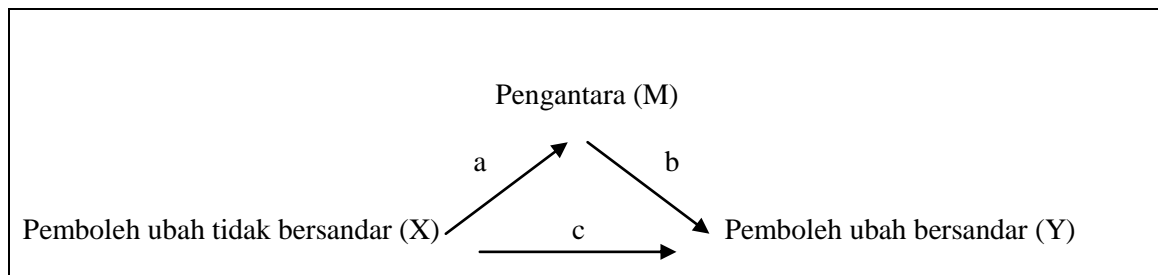 Pengantara (M)
a b
Pemboleh ubah tidak bersandar (X) c Pemboleh ubah bersandar (Y)